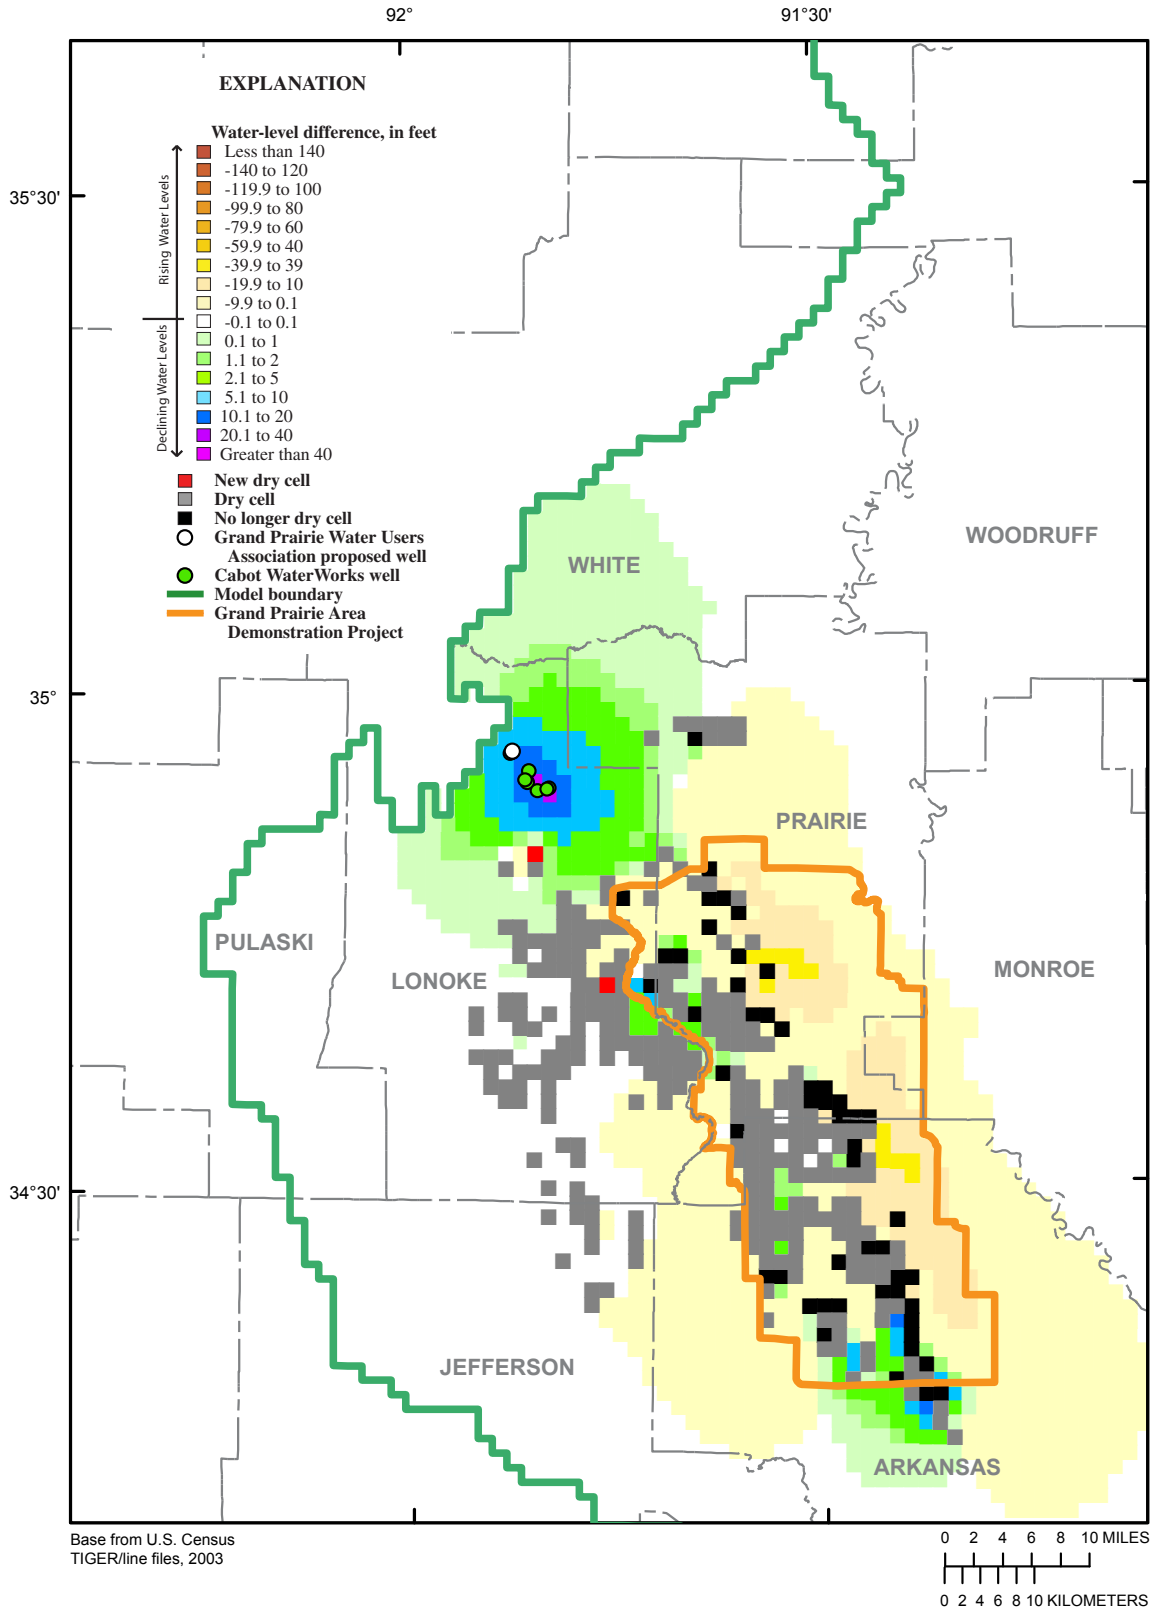 92°
91°30'
EXPLANATION
Water-level difference, in feet
Rising Water Levels
Less than 140
-140 to 120
-119.9 to 100
-99.9 to 80
-79.9 to 60
-59.9 to 40
-39.9 to 39
-19.9 to 10
-9.9 to 0.1
-0.1 to 0.1
Declining Water Levels
0.1 to 1
1.1 to 2
2.1 to 5
5.1 to 10
10.1 to 20
20.1 to 40
Greater than 40
New dry cell
Dry cell
No longer dry cell
Grand Prairie Water Users
Association proposed well
Cabot WaterWorks well
Model boundary
Grand Prairie Area
Demonstration Project
35°30'
35°
34°30'
WHITE
WOODRUFF
PRAIRIE
PULASKI
LONOKE
MONROE
JEFFERSON
ARKANSAS
Base from U.S. Census
TIGER/line files, 2003
0 2 4 6 8 10 MILES
0 2 4 6 8 10 KILOMETERS